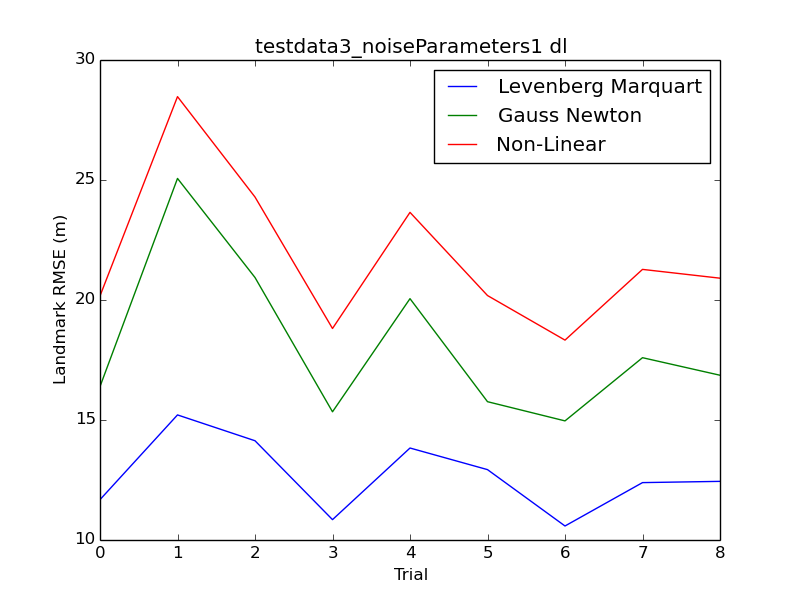 testdata3_noiseParameters1 dl
Levenberg Marquart
Gauss Newton
Non-Linear
Landmark RMSE (m)
30
25
20
15
10
0 1 2 3 4 5 6 7 8
Trial